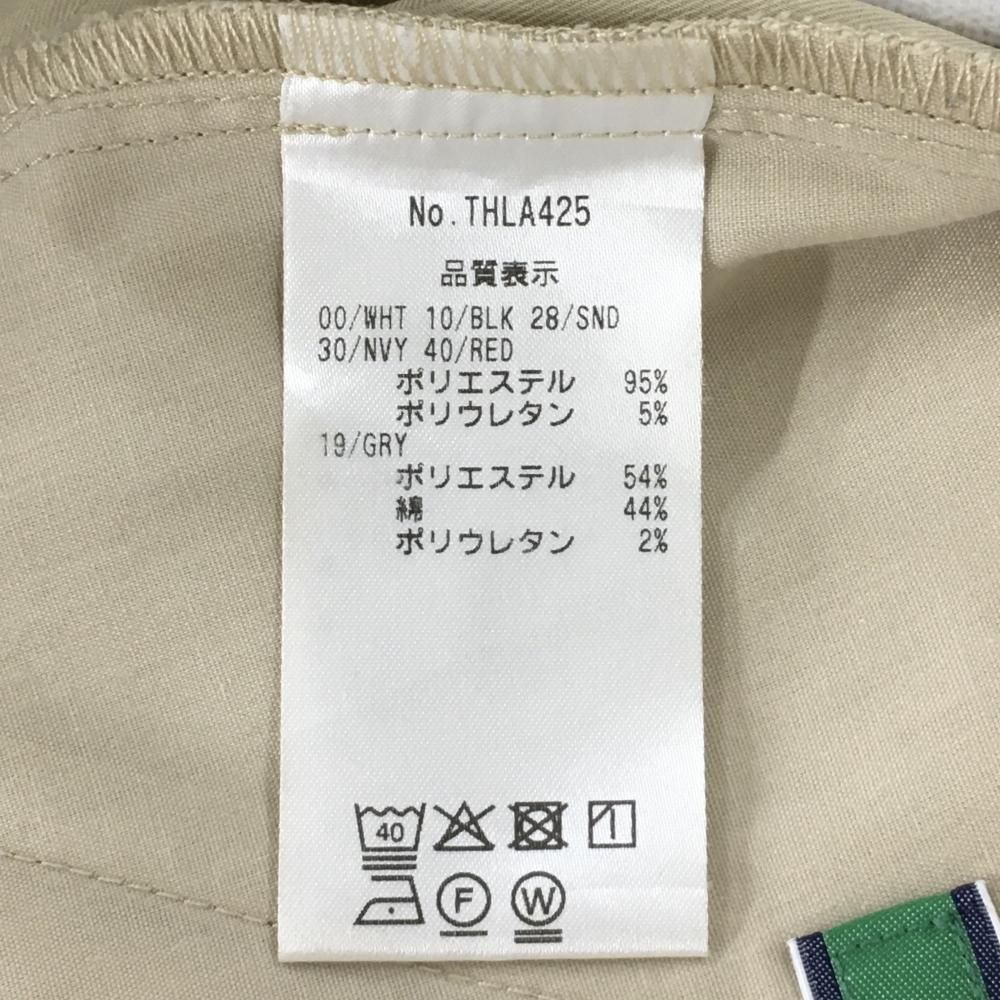 No.THLA425
品質表示
00/WHT 10/BLK 28/SND
30/NVY 40/RED
ポリエステル 95%
ポリウレタン 5%
19/GRY
ポリエステル 54%
綿 44%
ポリウレタン 2%
40
F W